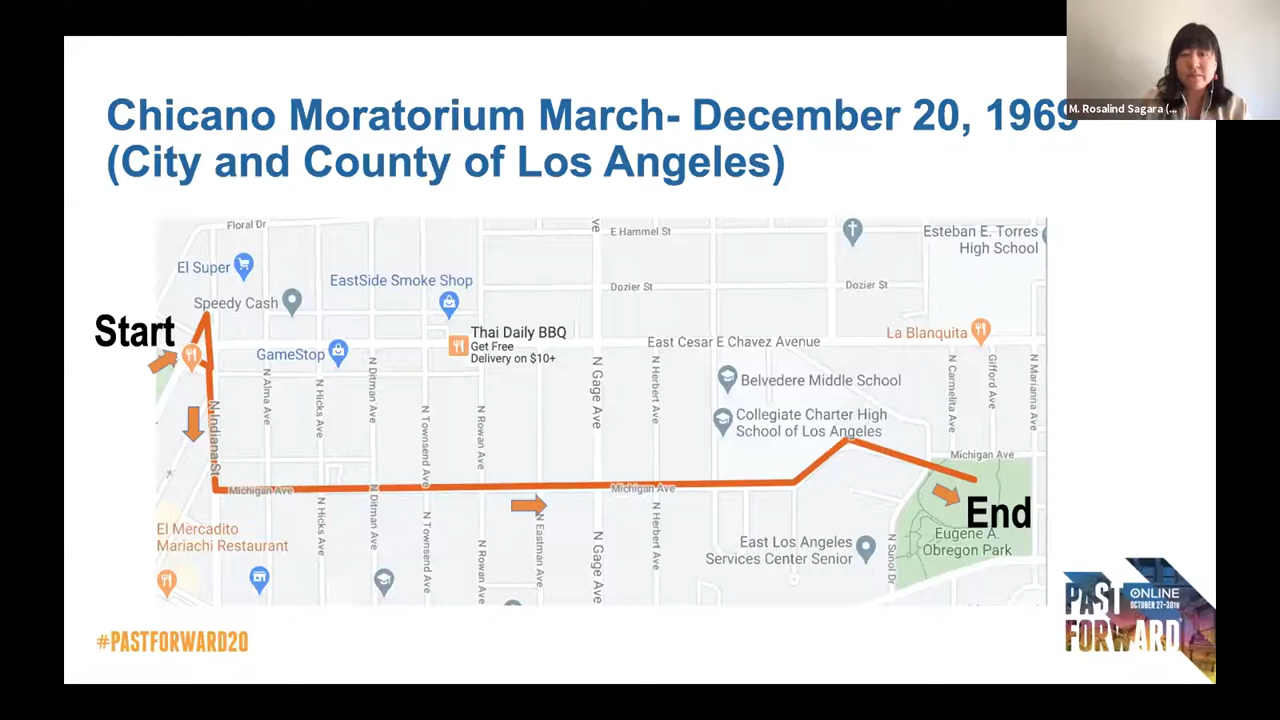 M. Rosalind Sagara (...
Chicano Moratorium March- December 20, 1969
(City and County of Los Angeles)
Floral Dr
E Hammel St
Esteban E. Torres
High School
El Super
EastSide Smoke Shop
Dozier St
Dozier St
Speedy Cash
Start
Thai Daily BBQ
Get Free
Delivery on $10+
La Blanquita
East Cesar E Chavez Avenue
GameStop
Belvedere Middle School
Collegiate Charter High
School of Los Angeles
N Indiana St
N Alma Ave
N Hicks Ave
N Ditman Ave
N Townsend Ave
N Rowan Ave
N Gage Ave
N Herbert Ave
N Carmelita Ave
Gifford Ave
N Marianna Ave
Michigan Ave
Michigan Ave
Michigan Ave
End
El Mercadito
Mariachi Restaurant
N Hicks Ave
N Ditman Ave
N Townsend Ave
N Rowan Ave
N Eastman Ave
N Gage Ave
N Herbert Ave
East Los Angeles
Services Center Senior
N Sunol Dr
Eugene A.
Obregon Park
#PASTFORWARD20
PAST
FORWARD
ONLINE
OCTOBER 27-30TH